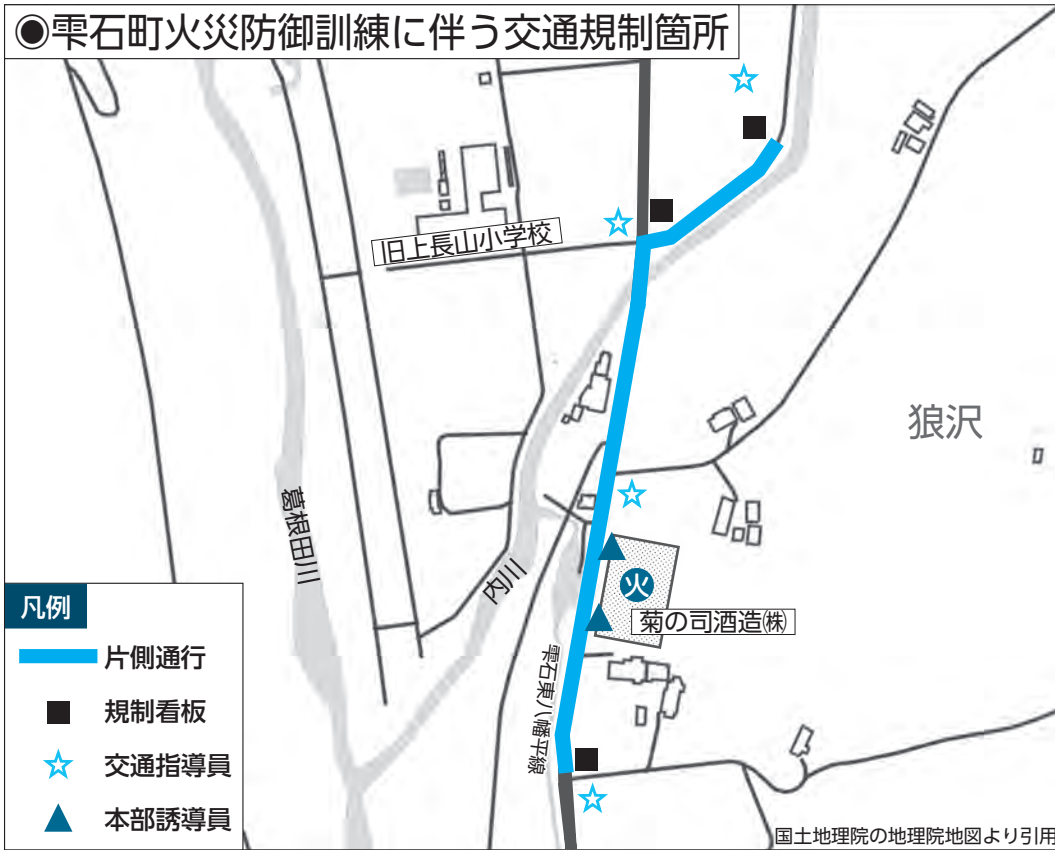 ◉雫石町火災防御訓練に伴う交通規制箇所
旧上長山小学校
狼沢
葛根田川
内川
火
菊の司酒造㈱
雫石東八幡平線
凡例
片側通行
規制看板
交通指導員
本部誘導員
国土地理院の地理院地図より引用